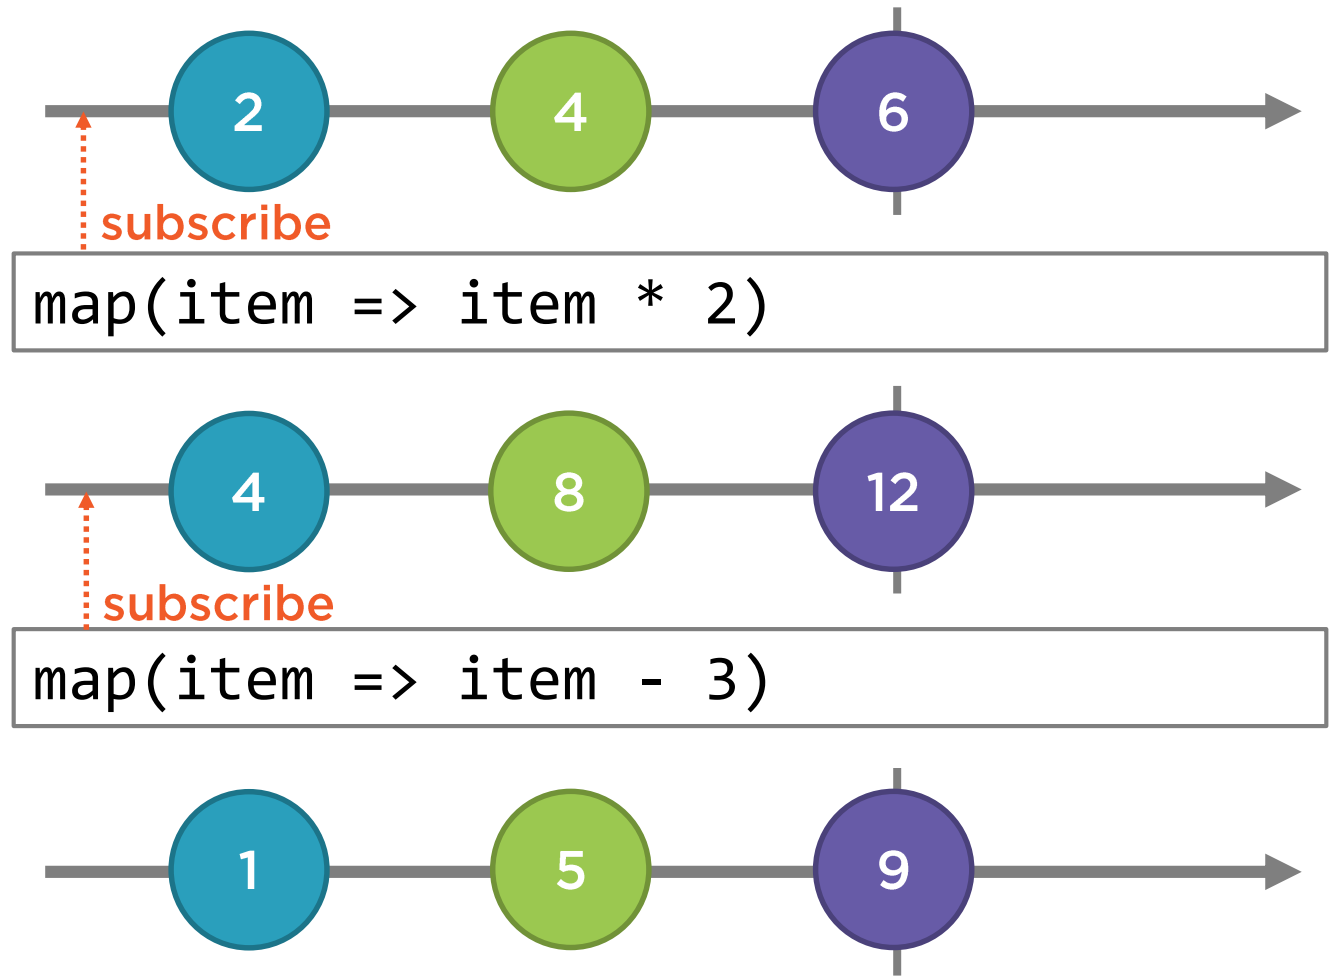 2 4 6
subscribe
map(item => item * 2)
4 8 12
subscribe
map(item => item - 3)
1 5 9